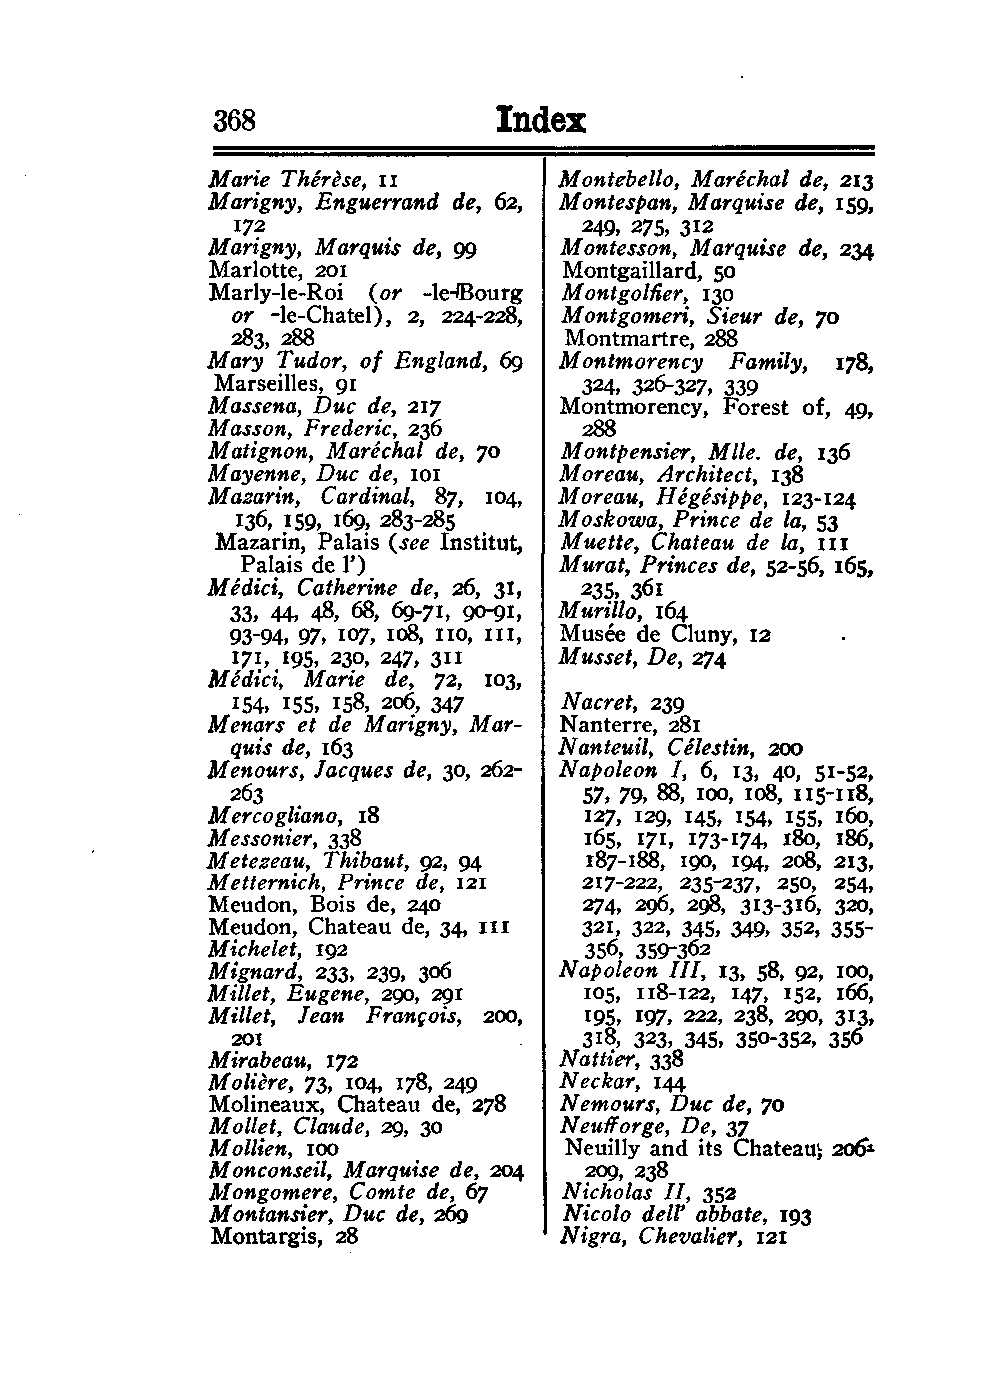 368 Index
Marie Thérèse, 11
Marigny, Enguerrand de, 62,
172
Marigny, Marquis de, 99
Marlotte, 201
Marly-le-Roi (or -le-Bourg
or -le-Chatel), 2, 224-228,
283, 288
Mary Tudor, of England, 69
Marseilles, 91
Massena, Duc de, 217
Masson, Frederic, 236
Matignon, Maréchal de, 70
Mayenne, Duc de, 101
Mazarin, Cardinal, 87, 104,
136, 159, 169, 283-285
Mazarin, Palais (see Institut,
Palais de l')
Médici, Catherine de, 26, 31,
33, 44, 48, 68, 69-71, 90-91,
93-94, 97, 107, 108, 110, 111,
171, 195, 230, 247, 311
Médici, Marie de, 72, 103,
154, 155, 158, 206, 347
Menars et de Marigny, Mar-
quis de, 163
Menours, Jacques de, 30, 262-
263
Mercogliano, 18
Messonier, 338
Metezeau, Thibaut, 92, 94
Metternich, Prince de, 121
Meudon, Bois de, 240
Meudon, Chateau de, 34, 111
Michelet, 192
Mignard, 233, 239, 306
Millet, Eugene, 290, 291
Millet, Jean François, 200,
201
Mirabeau, 172
Molière, 73, 104, 178, 249
Molineaux, Chateau de, 278
Mollet, Claude, 29, 30
Mollien, 100
Monconseil, Marquise de, 204
Mongomere, Comte de, 67
Montansier, Duc de, 269
Montargis, 28
Montebello, Maréchal de, 213
Montespan, Marquise de, 159,
249, 275, 312
Montesson, Marquise de, 234
Montgaillard, 50
Montgolfier, 130
Montgomeri, Sieur de, 70
Montmartre, 288
Montmorency Family, 178,
324, 326-327, 339
Montmorency, Forest of, 49,
288
Montpensier, Mlle. de, 136
Moreau, Architect, 138
Moreau, Hégésippe, 123-124
Moskowa, Prince de la, 53
Muette, Chateau de la, 111
Murat, Princes de, 52-56, 165,
235, 361
Murillo, 164
Musée de Cluny, 12
Musset, De, 274
Nacret, 239
Nanterre, 281
Nanteuil, Célestin, 200
Napoleon I, 6, 13, 40, 51-52,
57, 79, 88, 100, 108, 115-118,
127, 129, 145, 154, 155, 160,
165, 171, 173-174, 180, 186,
187-188, 190, 194, 208, 213,
217-222, 235-237, 250, 254,
274, 296, 298, 313-316, 320,
321, 322, 345, 349, 352, 355-
356, 359-362
Napoleon III, 13, 58, 92, 100,
105, 118-122, 147, 152, 166,
195, 197, 222, 238, 290, 313,
318, 323, 345, 350-352, 356
Nattier, 338
Neckar, 144
Nemours, Duc de, 70
Neufforge, De, 37
Neuilly and its Chateau, 206-
209, 238
Nicholas II, 352
Nicolo dell' abbate, 193
Nigra, Chevalier, 121